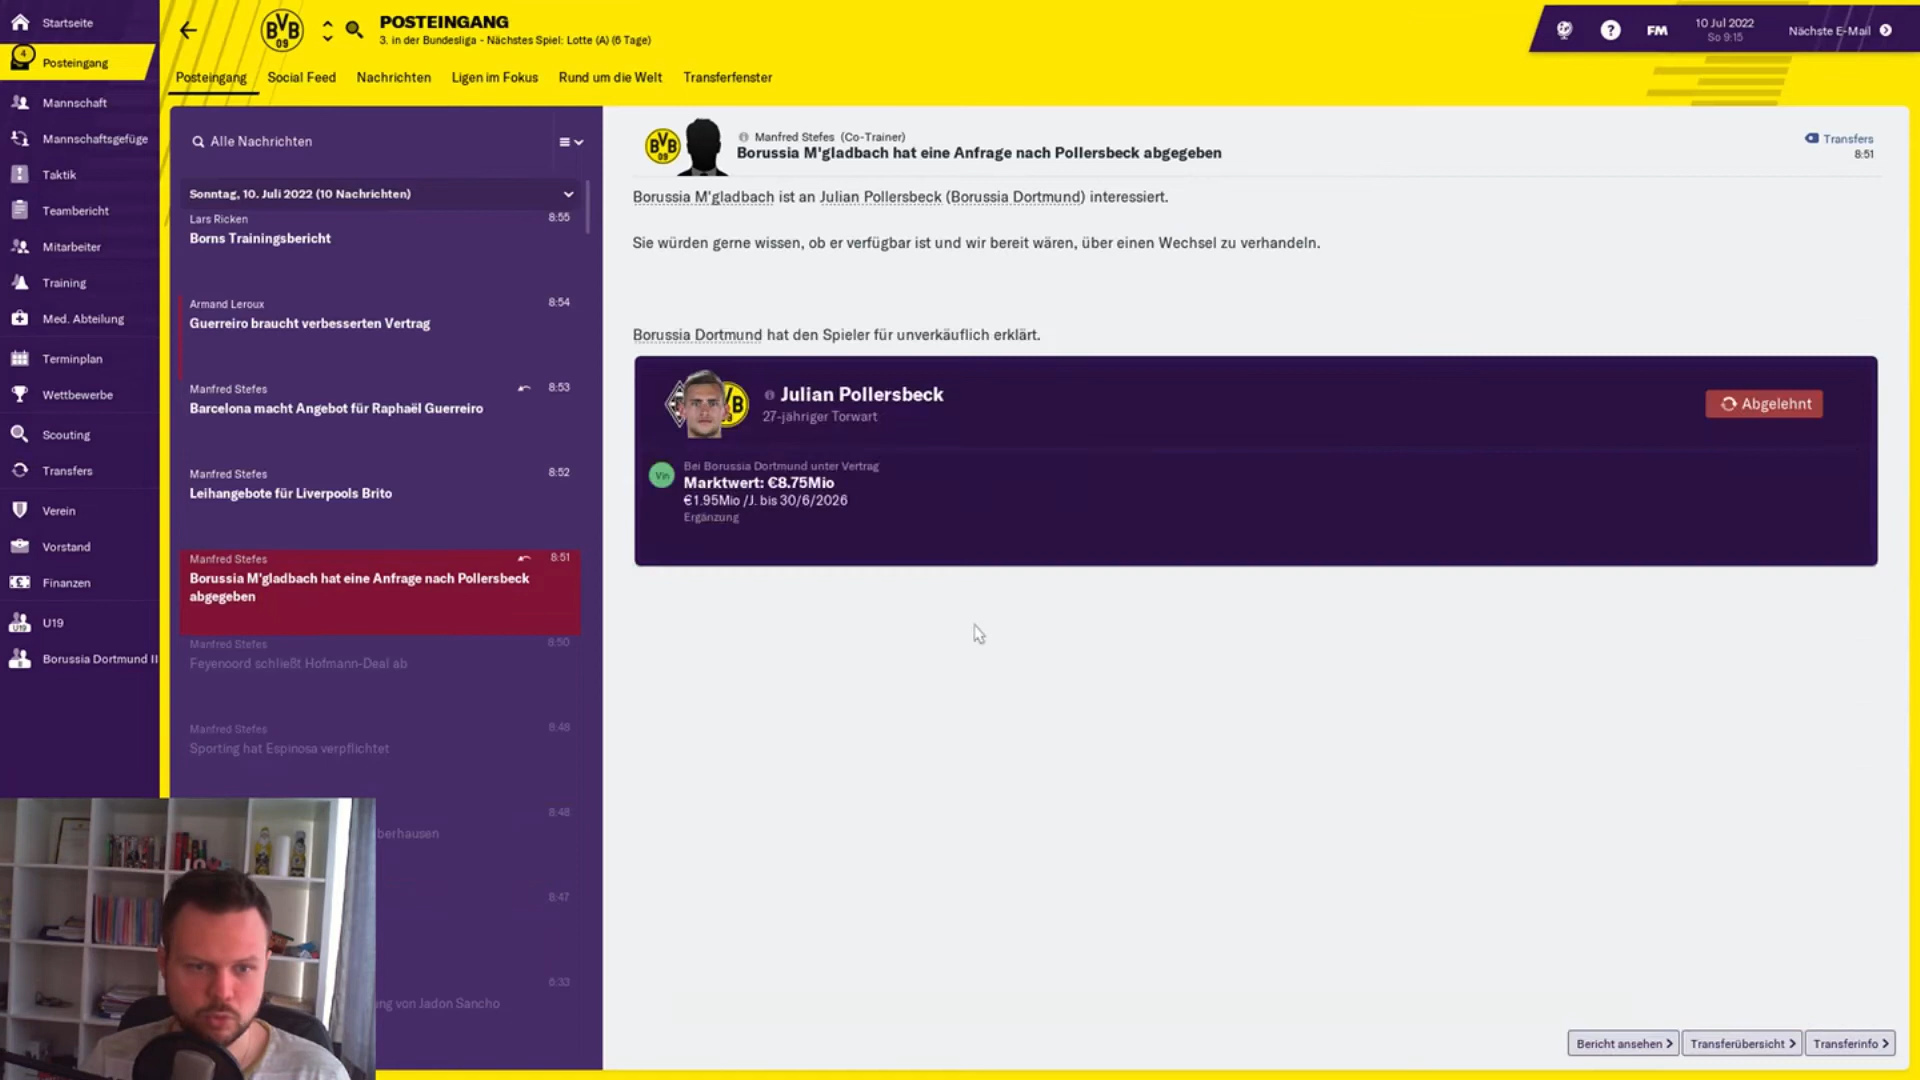 Startseite
4
Posteingang
Mannschaft
Mannschaftsgefüge
Taktik
Teambericht
Mitarbeiter
Training
Med. Abteilung
Terminplan
Wettbewerbe
Scouting
Transfers
Verein
Vorstand
Finanzen
U19
U19
Borussia Dortmund II
BVB
09
POSTEINGANG
3. in der Bundesliga - Nächstes Spiel: Lotte (A) (6 Tage)
FM
10 Jul 2022
So 9:15
Nächste E-Mail
Posteingang Social Feed Nachrichten Ligen im Fokus Rund um die Welt Transferfenster
Alle Nachrichten
Sonntag, 10. Juli 2022 (10 Nachrichten)
Lars Ricken 8:55
Borns Trainingsbericht
Armand Leroux 8:54
Guerreiro braucht verbesserten Vertrag
Manfred Stefes 8:53
Barcelona macht Angebot für Raphaël Guerreiro
Manfred Stefes 8:52
Leihangebote für Liverpools Brito
Manfred Stefes 8:51
Borussia M'gladbach hat eine Anfrage nach Pollersbeck
abgegeben
Manfred Stefes 8:50
Feyenoord schließt Hofmann-Deal ab
Manfred Stefes 8:48
Sporting hat Espinosa verpflichtet
8:48
berhausen
8:47
6:33
ung von Jadon Sancho
BVB
09
Manfred Stefes (Co-Trainer)
Borussia M'gladbach hat eine Anfrage nach Pollersbeck abgegeben
Transfers
8:51
Borussia M'gladbach ist an Julian Pollersbeck (Borussia Dortmund) interessiert.
Sie würden gerne wissen, ob er verfügbar ist und wir bereit wären, über einen Wechsel zu verhandeln.
Borussia Dortmund hat den Spieler für unverkäuflich erklärt.
Julian Pollersbeck
27-jähriger Torwart
Abgelehnt
Vin
Bei Borussia Dortmund unter Vertrag
Marktwert: €8.75Mio
€1.95Mio /J. bis 30/6/2026
Ergänzung
Bericht ansehen
Transferübersicht
Transferinfo